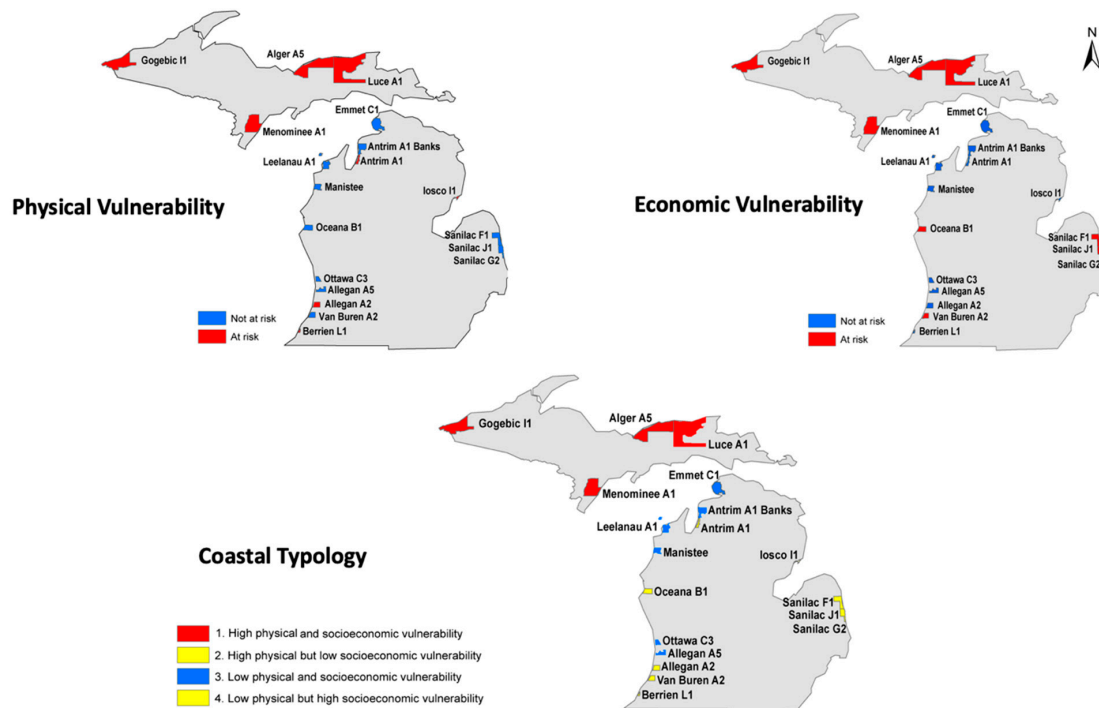 Alger A5
Gogebic I1
Luce A1
Emmet C1
Menominee A1
Antrim A1 Banks
Leelanau A1
Antrim A1
Manistee
Iosco I1
Physical Vulnerability
Oceana B1
Sanilac F1
Sanilac J1
Sanilac G2
Ottawa C3
Allegan A5
Allegan A2
Van Buren A2
Berrien L1
Not at risk
At risk
N
Alger A5
Gogebic I1
Luce A1
Emmet C1
Menominee A1
Antrim A1 Banks
Leelanau A1
Antrim A1
Manistee
Iosco I1
Economic Vulnerability
Oceana B1
Sanilac F1
Sanilac J1
Sanilac G2
Ottawa C3
Allegan A5
Allegan A2
Van Buren A2
Berrien L1
Not at risk
At risk
Alger A5
Gogebic I1
Luce A1
Emmet C1
Menominee A1
Antrim A1 Banks
Leelanau A1
Antrim A1
Manistee
Iosco I1
Coastal Typology
Oceana B1
Sanilac F1
Sanilac J1
Sanilac G2
Ottawa C3
Allegan A5
Allegan A2
Van Buren A2
Berrien L1
1. High physical and socioeconomic vulnerability
2. High physical but low socioeconomic vulnerability
3. Low physical and socioeconomic vulnerability
4. Low physical but high socioeconomic vulnerability